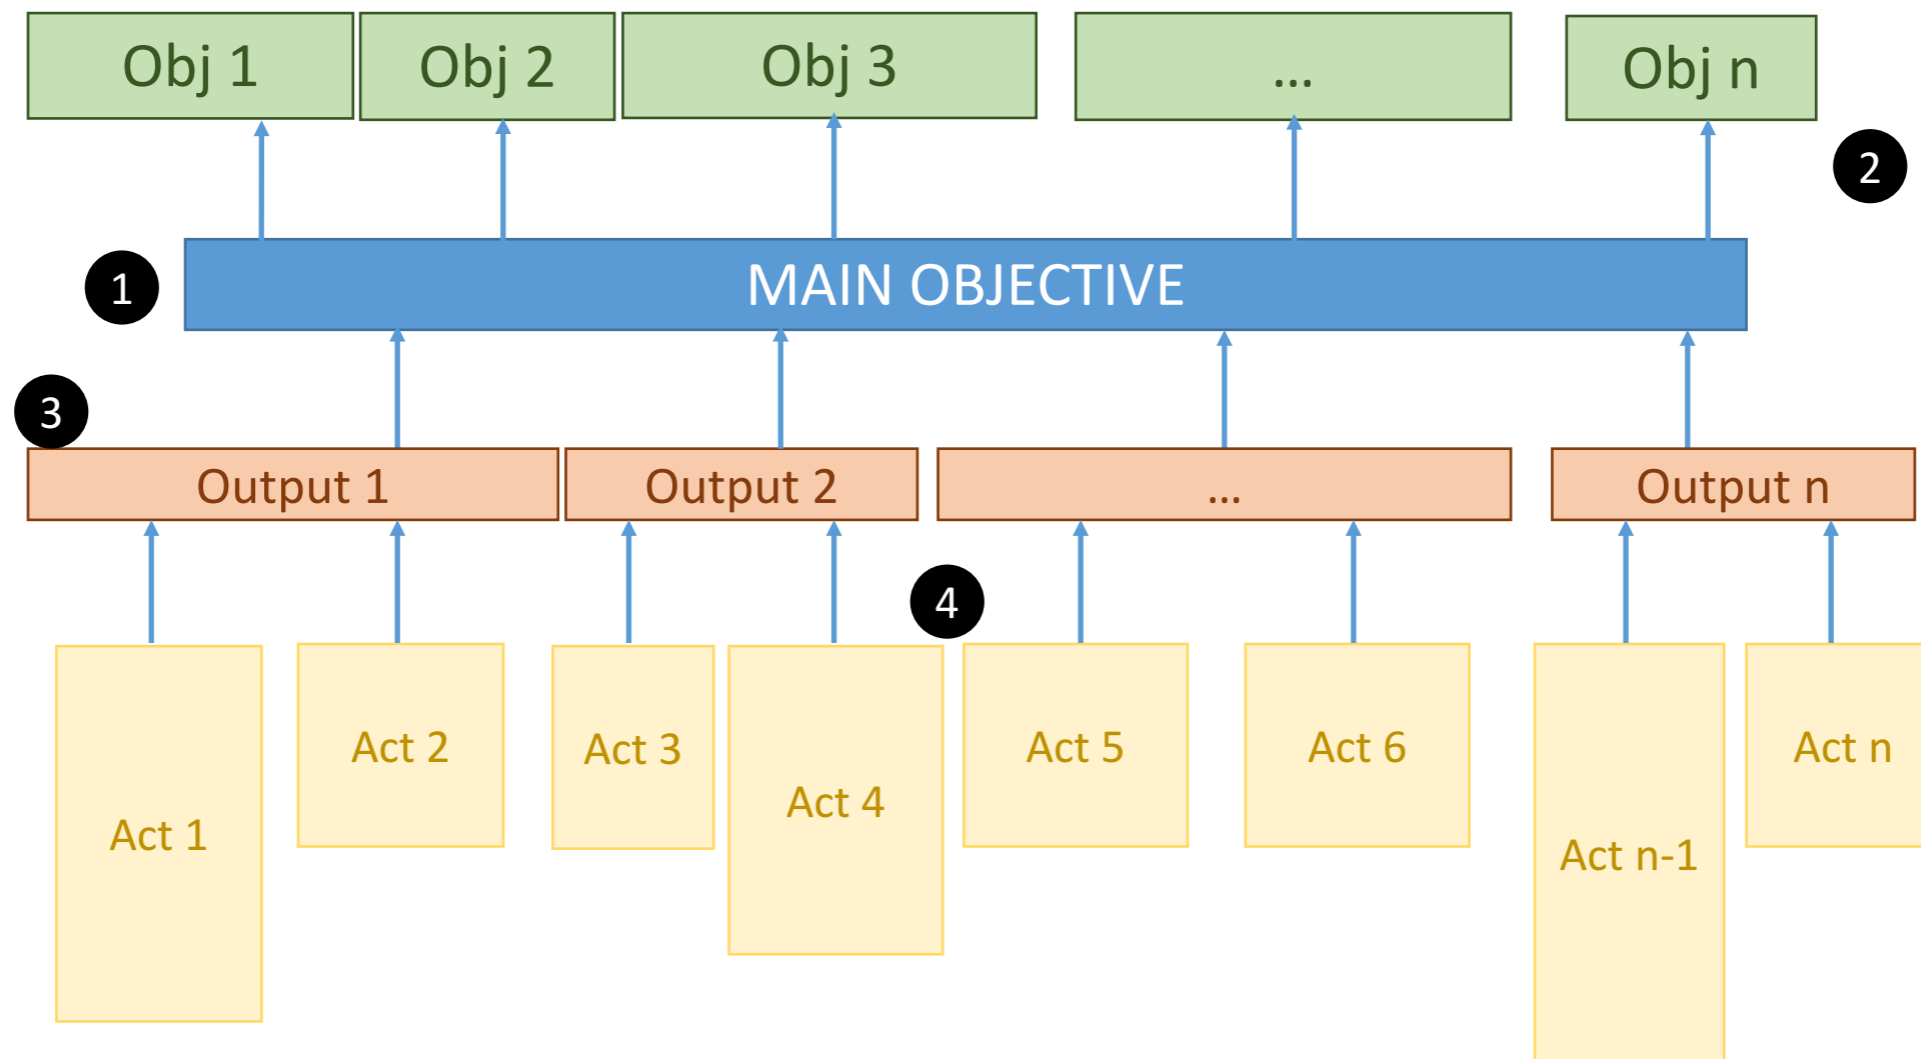 Obj 1
Obj 2
Obj 3
...
Obj n
2
1
MAIN OBJECTIVE
3
Output 1
Output 2
...
Output n
4
Act 1
Act 2
Act 3
Act 4
Act 5
Act 6
Act n-1
Act n